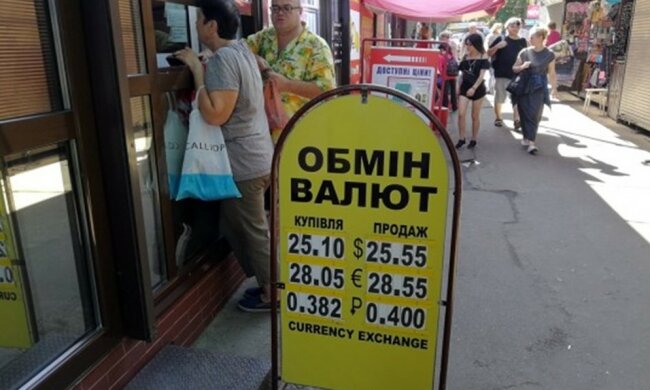 ОБМІН
ВАЛЮТ
КУПІВЛЯ ПРОДАЖ
25.10 $ 25.55
28.05 € 28.55
0.382 ₽ 0.400
CURRENCY EXCHANGE
ДОСТУПНІ ЦІНИ
CALLIOP